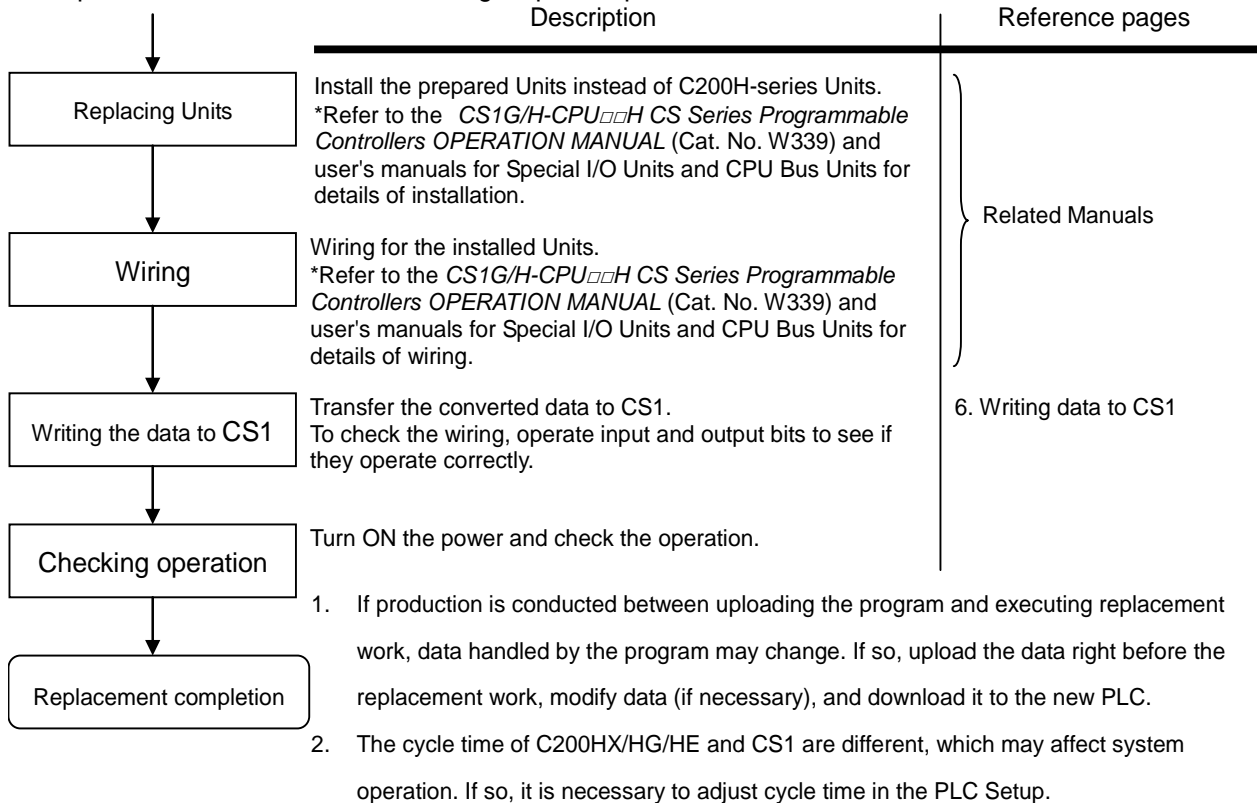 Description
Reference pages
Replacing Units
Install the prepared Units instead of C200H-series Units.
*Refer to the CS1G/H-CPU□□H CS Series Programmable
Controllers OPERATION MANUAL (Cat. No. W339) and
user's manuals for Special I/O Units and CPU Bus Units for
details of installation.
Related Manuals
Wiring
Wiring for the installed Units.
*Refer to the CS1G/H-CPU□□H CS Series Programmable
Controllers OPERATION MANUAL (Cat. No. W339) and
user's manuals for Special I/O Units and CPU Bus Units for
details of wiring.
Writing the data to CS1
Transfer the converted data to CS1.
To check the wiring, operate input and output bits to see if
they operate correctly.
6. Writing data to CS1
Checking operation
Turn ON the power and check the operation.
Replacement completion
1. If production is conducted between uploading the program and executing replacement
work, data handled by the program may change. If so, upload the data right before the
replacement work, modify data (if necessary), and download it to the new PLC.
2. The cycle time of C200HX/HG/HE and CS1 are different, which may affect system
operation. If so, it is necessary to adjust cycle time in the PLC Setup.